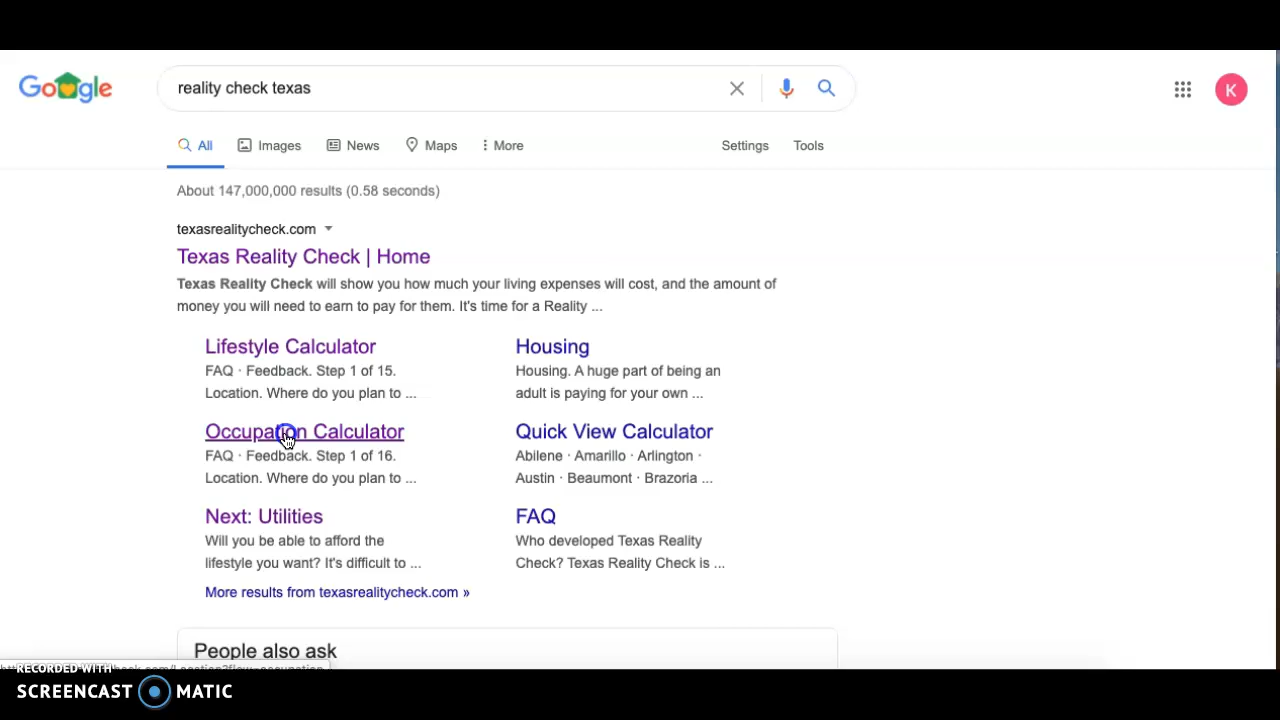 Google
reality check texas
K
All Images News Maps More Settings Tools
About 147,000,000 results (0.58 seconds)
texasrealitycheck.com
Texas Reality Check | Home
Texas Reality Check will show you how much your living expenses will cost, and the amount of
money you will need to earn to pay for them. It's time for a Reality ...
Lifestyle Calculator
FAQ · Feedback. Step 1 of 15.
Location. Where do you plan to ...
Housing
Housing. A huge part of being an
adult is paying for your own ...
Occupation Calculator
FAQ · Feedback. Step 1 of 16.
Location. Where do you plan to ...
Quick View Calculator
Abilene · Amarillo · Arlington ·
Austin · Beaumont · Brazoria ...
Next: Utilities
Will you be able to afford the
lifestyle you want? It's difficult to ...
FAQ
Who developed Texas Reality
Check? Texas Reality Check is ...
More results from texasrealitycheck.com »
People also ask
RECORDED WITH
SCREENCAST MATIC